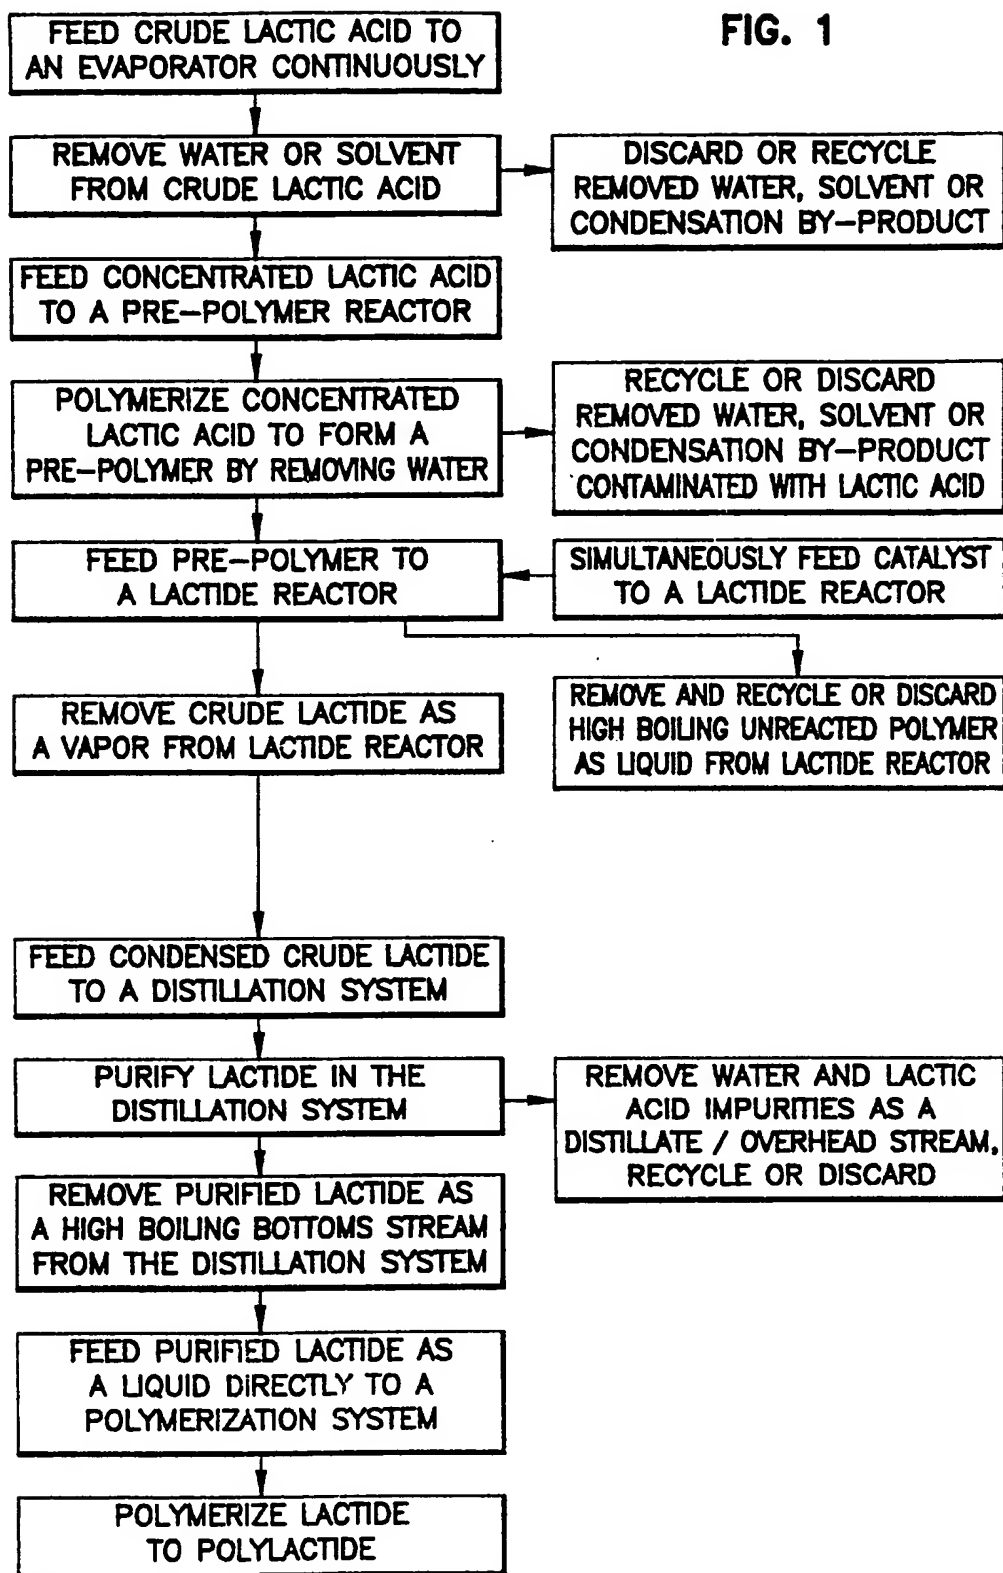 FIG. 1
FEED CRUDE LACTIC ACID TO
AN EVAPORATOR CONTINUOUSLY
REMOVE WATER OR SOLVENT
FROM CRUDE LACTIC ACID
DISCARD OR RECYCLE
REMOVED WATER, SOLVENT OR
CONDENSATION BY-PRODUCT
FEED CONCENTRATED LACTIC ACID
TO A PRE-POLYMER REACTOR
POLYMERIZE CONCENTRATED
LACTIC ACID TO FORM A
PRE-POLYMER BY REMOVING WATER
RECYCLE OR DISCARD
REMOVED WATER, SOLVENT OR
CONDENSATION BY-PRODUCT
CONTAMINATED WITH LACTIC ACID
FEED PRE-POLYMER TO
A LACTIDE REACTOR
SIMULTANEOUSLY FEED CATALYST
TO A LACTIDE REACTOR
REMOVE CRUDE LACTIDE AS
A VAPOR FROM LACTIDE REACTOR
REMOVE AND RECYCLE OR DISCARD
HIGH BOILING UNREACTED POLYMER
AS LIQUID FROM LACTIDE REACTOR
FEED CONDENSED CRUDE LACTIDE
TO A DISTILLATION SYSTEM
PURIFY LACTIDE IN THE
DISTILLATION SYSTEM
REMOVE WATER AND LACTIC
ACID IMPURITIES AS A
DISTILLATE / OVERHEAD STREAM,
RECYCLE OR DISCARD
REMOVE PURIFIED LACTIDE AS
A HIGH BOILING BOTTOMS STREAM
FROM THE DISTILLATION SYSTEM
FEED PURIFIED LACTIDE AS
A LIQUID DIRECTLY TO A
POLYMERIZATION SYSTEM
POLYMERIZE LACTIDE
TO POLYLACTIDE